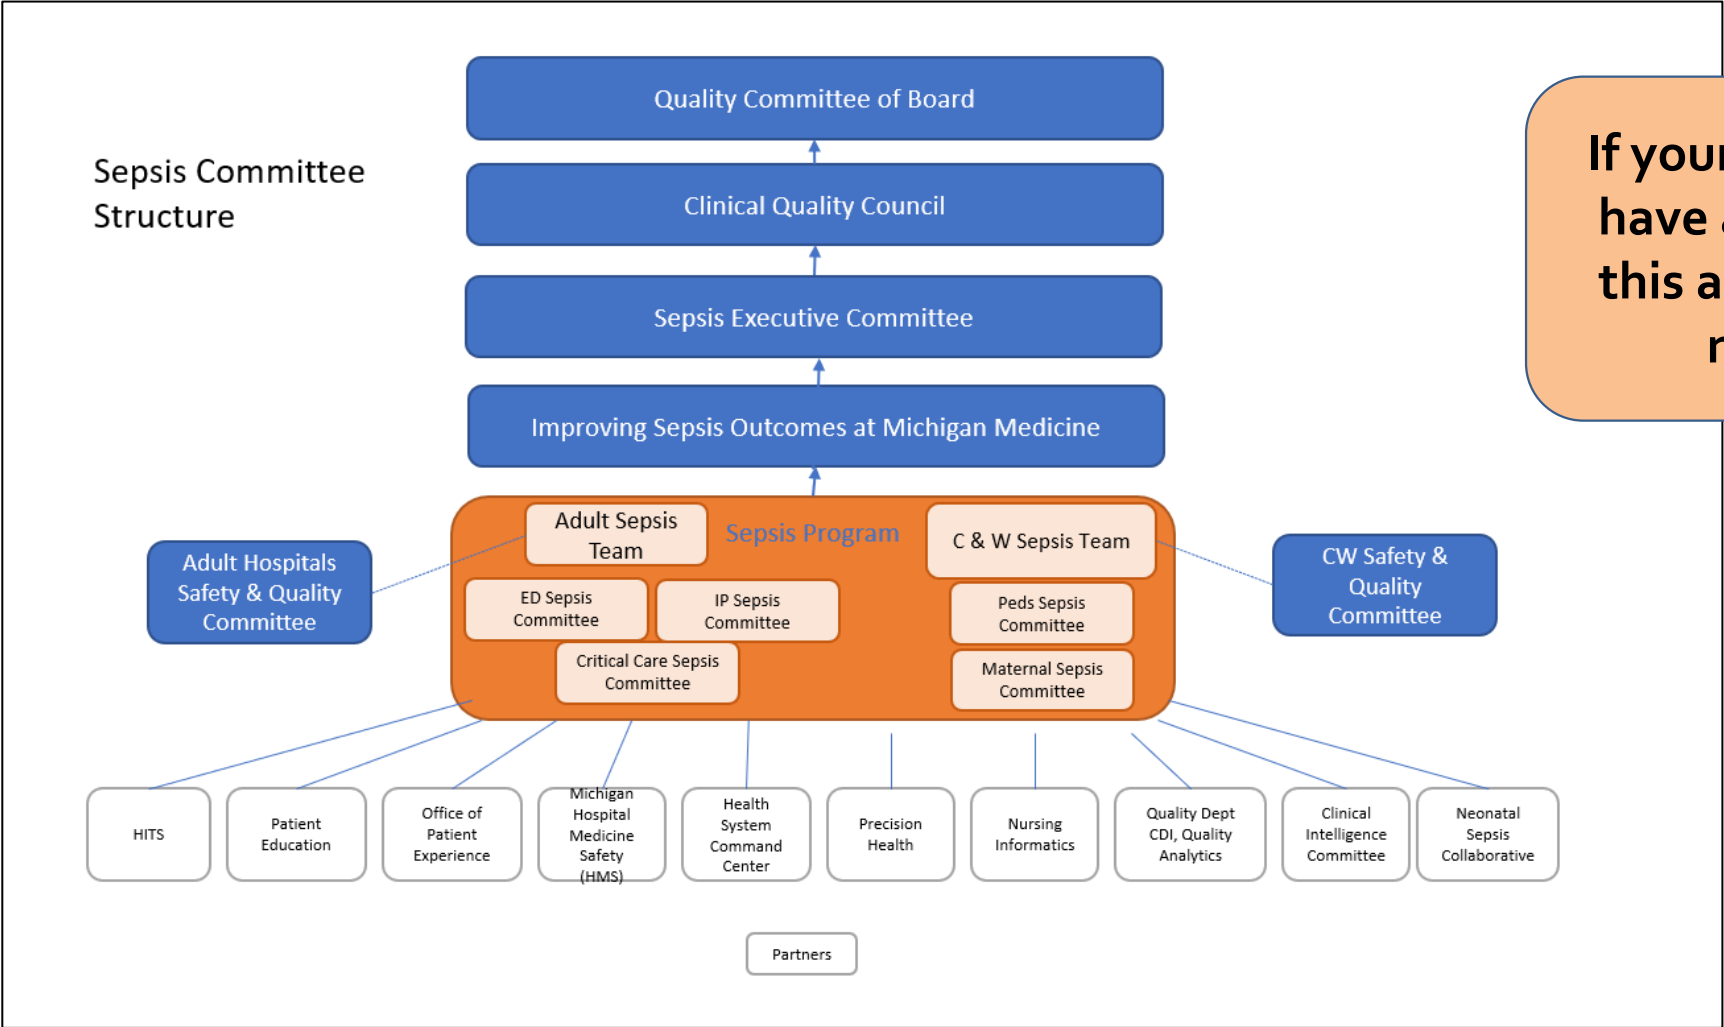 Sepsis Committee
Structure
Quality Committee of Board
Clinical Quality Council
Sepsis Executive Committee
Improving Sepsis Outcomes at Michigan Medicine
If your
have
this a
Sepsis Program
Adult Sepsis
Team
C & W Sepsis Team
ED Sepsis
Committee
IP Sepsis
Committee
Critical Care Sepsis
Committee
Peds Sepsis
Committee
Maternal Sepsis
Committee
Adult Hospitals
Safety & Quality
Committee
CW Safety &
Quality
Committee
HITS
Patient
Education
Office of
Patient
Experience
Michigan
Hospital
Medicine
Safety
(HMS)
Health
System
Command
Center
Precision
Health
Nursing
Informatics
Quality Dept
CDI, Quality
Analytics
Clinical
Intelligence
Committee
Neonatal
Sepsis
Collaborative
Partners